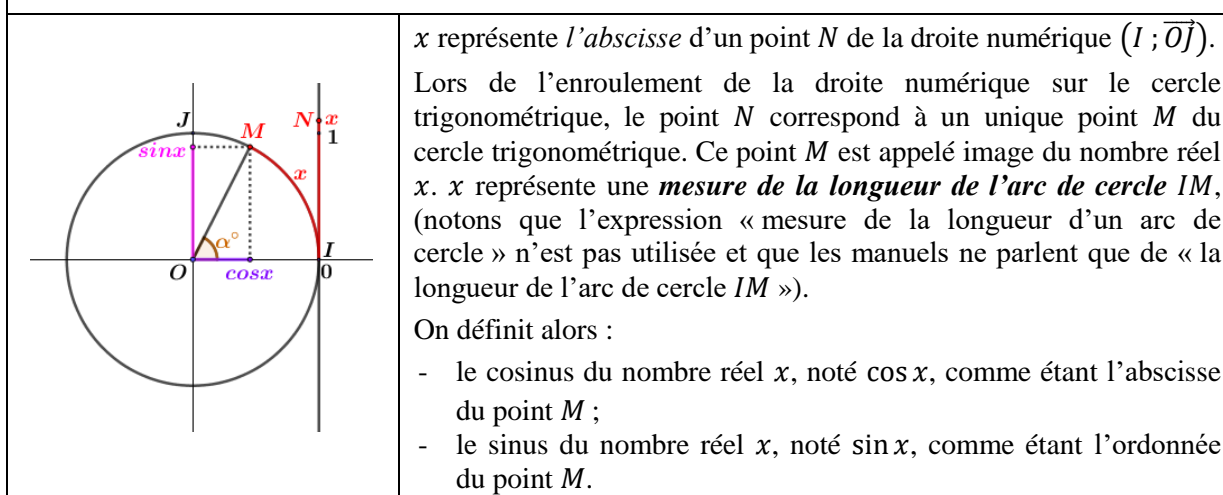 J
sinx
M
N x
1
x
α°
I
O
cosx
0
x représente l’abscisse d’un point N de la droite numérique (I ; \overrightarrow{OJ}).
Lors de l’enroulement de la droite numérique sur le cercle
trigonométrique, le point N correspond à un unique point M du
cercle trigonométrique. Ce point M est appelé image du nombre réel
x. x représente une mesure de la longueur de l’arc de cercle IM,
(notons que l’expression « mesure de la longueur d’un arc de
cercle » n’est pas utilisée et que les manuels ne parlent que de « la
longueur de l’arc de cercle IM »).
On définit alors :
- le cosinus du nombre réel x, noté cos x, comme étant l’abscisse
du point M ;
- le sinus du nombre réel x, noté sin x, comme étant l’ordonnée
du point M.